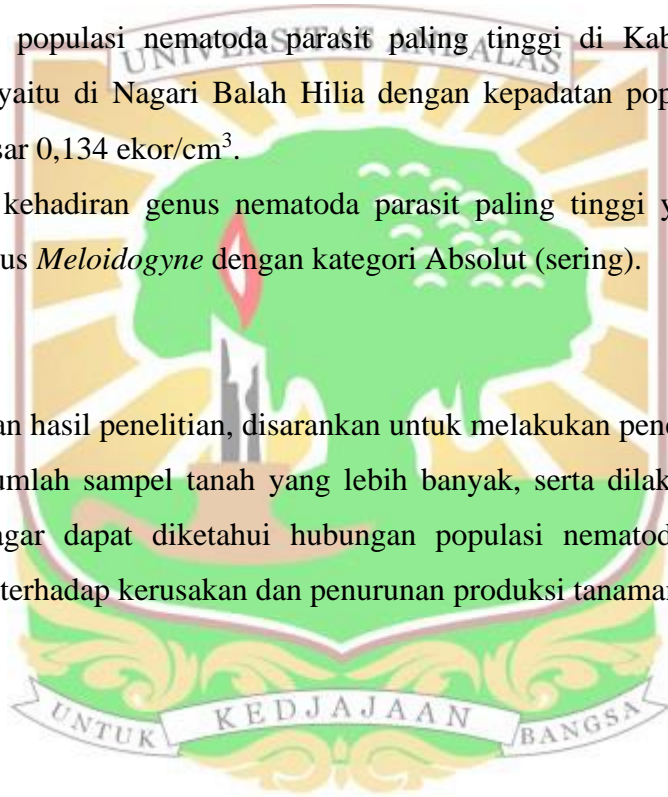 populasi nematoda parasit paling tinggi di Kab
UNIVERSITAS ANDALAS
yaitu di Nagari Balah Hilia dengan kepadatan pop
sar 0,134 ekor/cm³.
kehadiran genus nematoda parasit paling tinggi y
us Meloidogyne dengan kategori Absolut (sering).
an hasil penelitian, disarankan untuk melakukan pene
umlah sampel tanah yang lebih banyak, serta dilak
agar dapat diketahui hubungan populasi nematod
terhadap kerusakan dan penurunan produksi tanaman
UNTUK KEDJAJAAN BANGSA